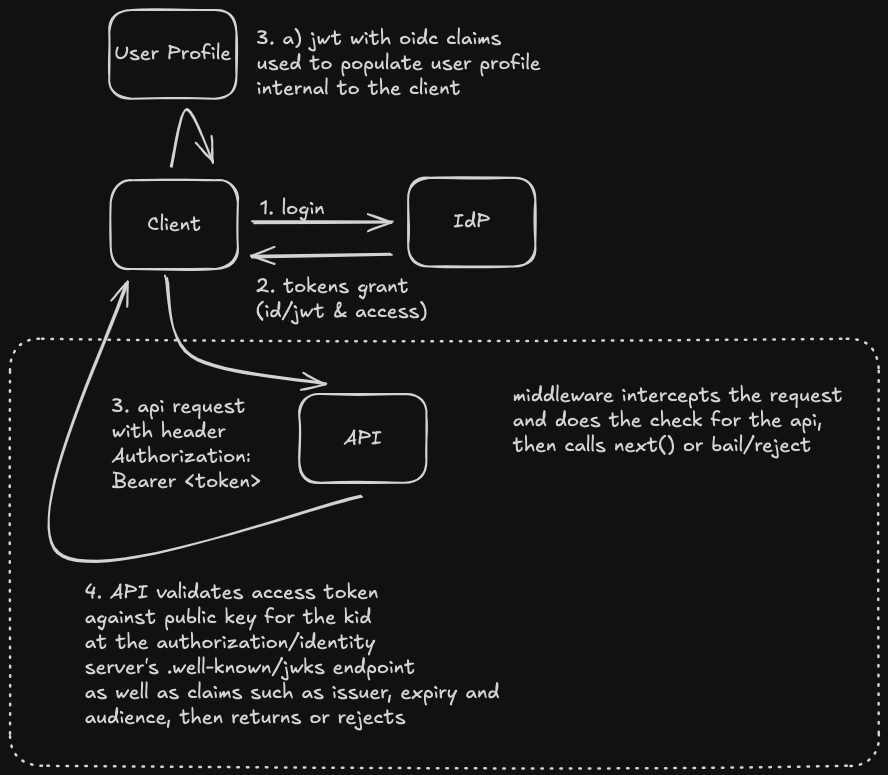 User Profile
3. a) jwt with oidc claims
used to populate user profile
internal to the client
Client
1. login
IdP
2. tokens grant
(id/jwt & access)
3. api request
with header
Authorization:
Bearer <token>
API
middleware intercepts the request
and does the check for the api,
then calls next() or bail/reject
4. API validates access token
against public key for the kid
at the authorization/identity
server's .well-known/jwks endpoint
as well as claims such as issuer, expiry and
audience, then returns or rejects